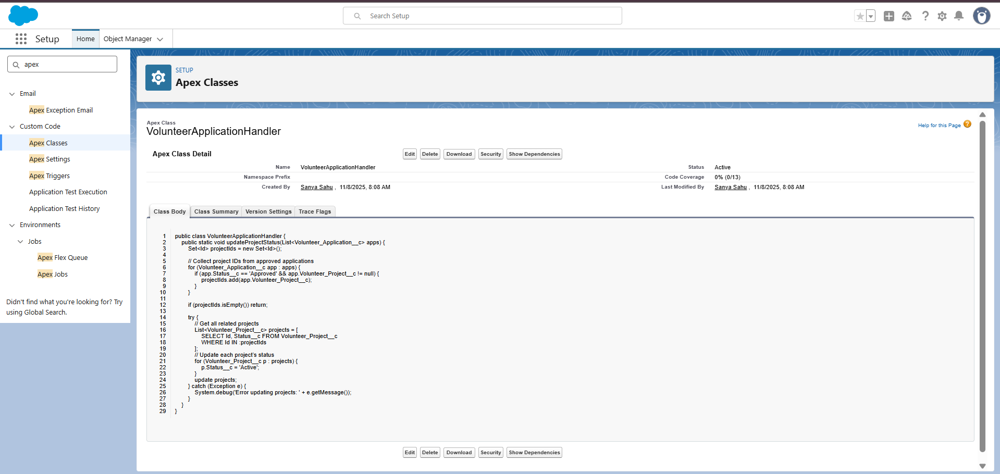 Search Setup
Setup
Home
Object Manager
apex
Email
Apex Exception Email
Custom Code
Apex Classes
Apex Settings
Apex Triggers
Application Test Execution
Application Test History
Environments
Jobs
Apex Flex Queue
Apex Jobs
Didn't find what you're looking for? Try
using Global Search.
SETUP
Apex Classes
Apex Class
VolunteerApplicationHandler
Help for this Page
Apex Class Detail
Edit Delete Download Security Show Dependencies
Name VolunteerApplicationHandler Status Active
Namespace Prefix Code Coverage 0% (0/13)
Created By Sanya Sahu , 11/8/2025, 8:08 AM Last Modified By Sanya Sahu , 11/8/2025, 8:08 AM
Class Body Class Summary Version Settings Trace Flags
1 public class VolunteerApplicationHandler {
2 public static void updateProjectStatus(List<Volunteer_Application__c> apps) {
3 Set<Id> projectIds = new Set<Id>();
4
5 // Collect project IDs from approved applications
6 for (Volunteer_Application__c app : apps) {
7 if (app.Status__c == 'Approved' && app.Volunteer_Project__c != null) {
8 projectIds.add(app.Volunteer_Project__c);
9 }
10 }
11
12 if (projectIds.isEmpty()) return;
13
14 try {
15 // Get all related projects
16 List<Volunteer_Project__c> projects = [
17 SELECT Id, Status__c FROM Volunteer_Project__c
18 WHERE Id IN :projectIds
19 ];
20 // Update each project's status
21 for (Volunteer_Project__c p : projects) {
22 p.Status__c = 'Active';
23 }
24 update projects;
25 } catch (Exception e) {
26 System.debug('Error updating projects: ' + e.getMessage());
27 }
28 }
29 }
Edit Delete Download Security Show Dependencies